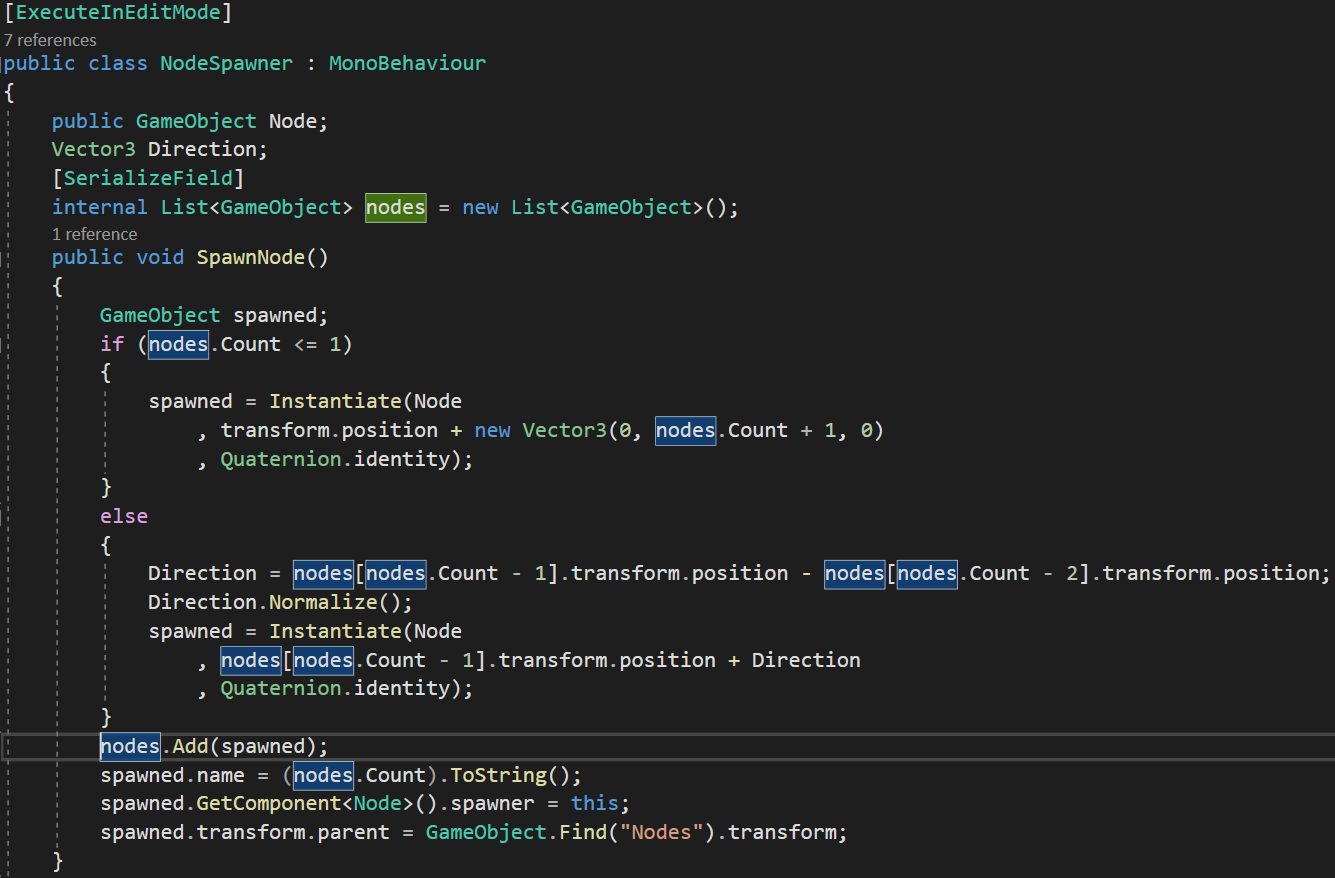 [ExecuteInEditMode]
7 references
public class NodeSpawner : MonoBehaviour
{
public GameObject Node;
Vector3 Direction;
[SerializeField]
internal List<GameObject> nodes = new List<GameObject>();
1 reference
public void SpawnNode()
{
GameObject spawned;
if (nodes.Count <= 1)
{
spawned = Instantiate(Node
, transform.position + new Vector3(0, nodes.Count + 1, 0)
, Quaternion.identity);
}
else
{
Direction = nodes[nodes.Count - 1].transform.position - nodes[nodes.Count - 2].transform.position;
Direction.Normalize();
spawned = Instantiate(Node
, nodes[nodes.Count - 1].transform.position + Direction
, Quaternion.identity);
}
nodes.Add(spawned);
spawned.name = (nodes.Count).ToString();
spawned.GetComponent<Node>().spawner = this;
spawned.transform.parent = GameObject.Find("Nodes").transform;
}